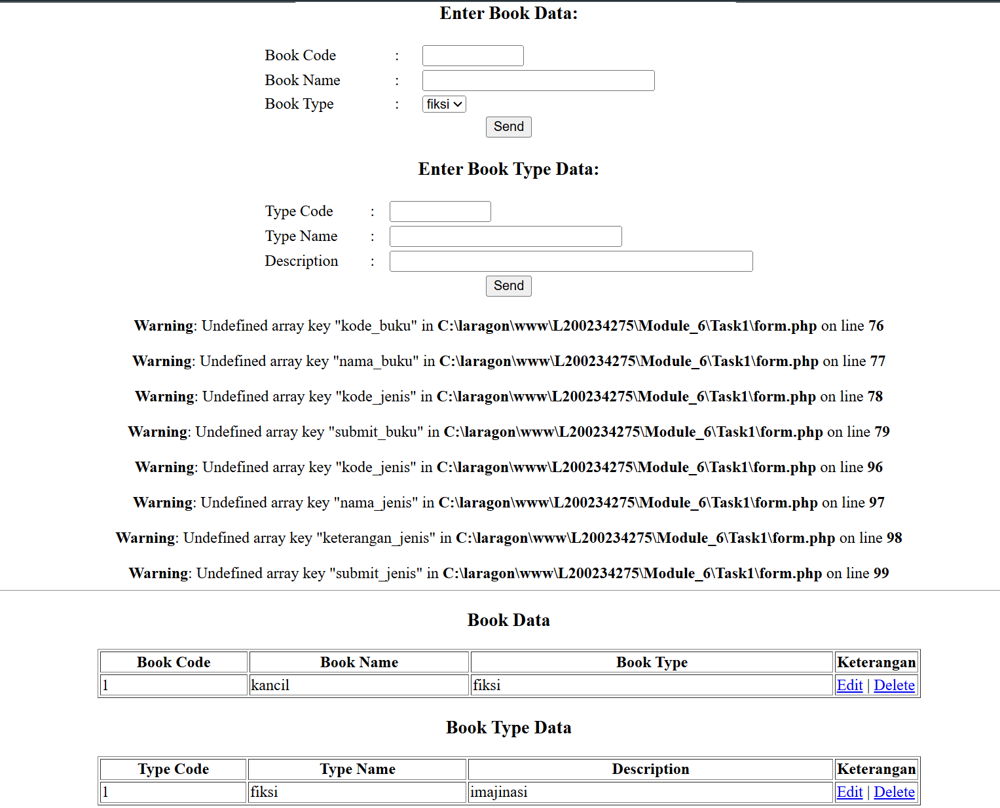 Enter Book Data:
Book Code :
Book Name :
Book Type : fiksi
Send
Enter Book Type Data:
Type Code :
Type Name :
Description :
Send
Warning: Undefined array key "kode_buku" in C:\laragon\www\L200234275\Module_6\Task1\form.php on line 76
Warning: Undefined array key "nama_buku" in C:\laragon\www\L200234275\Module_6\Task1\form.php on line 77
Warning: Undefined array key "kode_jenis" in C:\laragon\www\L200234275\Module_6\Task1\form.php on line 78
Warning: Undefined array key "submit_buku" in C:\laragon\www\L200234275\Module_6\Task1\form.php on line 79
Warning: Undefined array key "kode_jenis" in C:\laragon\www\L200234275\Module_6\Task1\form.php on line 96
Warning: Undefined array key "nama_jenis" in C:\laragon\www\L200234275\Module_6\Task1\form.php on line 97
Warning: Undefined array key "keterangan_jenis" in C:\laragon\www\L200234275\Module_6\Task1\form.php on line 98
Warning: Undefined array key "submit_jenis" in C:\laragon\www\L200234275\Module_6\Task1\form.php on line 99
Book Data
Book Code Book Name Book Type Keterangan
1 kancil fiksi Edit | Delete
Book Type Data
Type Code Type Name Description Keterangan
1 fiksi imajinasi Edit | Delete